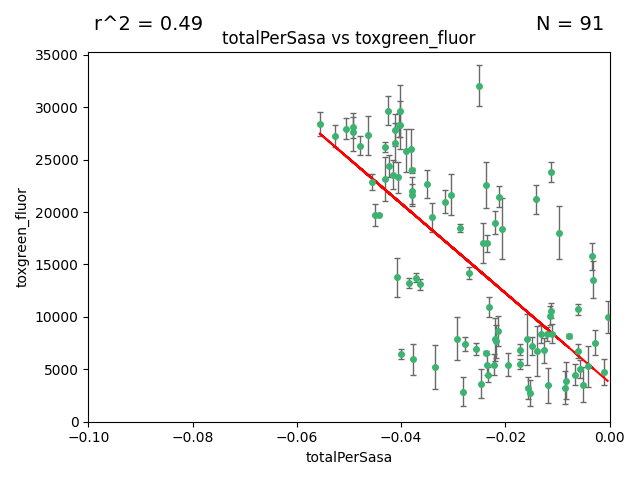 r^2 = 0.49
N = 91
totalPerSasa vs toxgreen_fluor
35000
30000
25000
20000
15000
10000
5000
0
toxgreen_fluor
−0.10
−0.08
−0.06
−0.04
−0.02
0.00
totalPerSasa